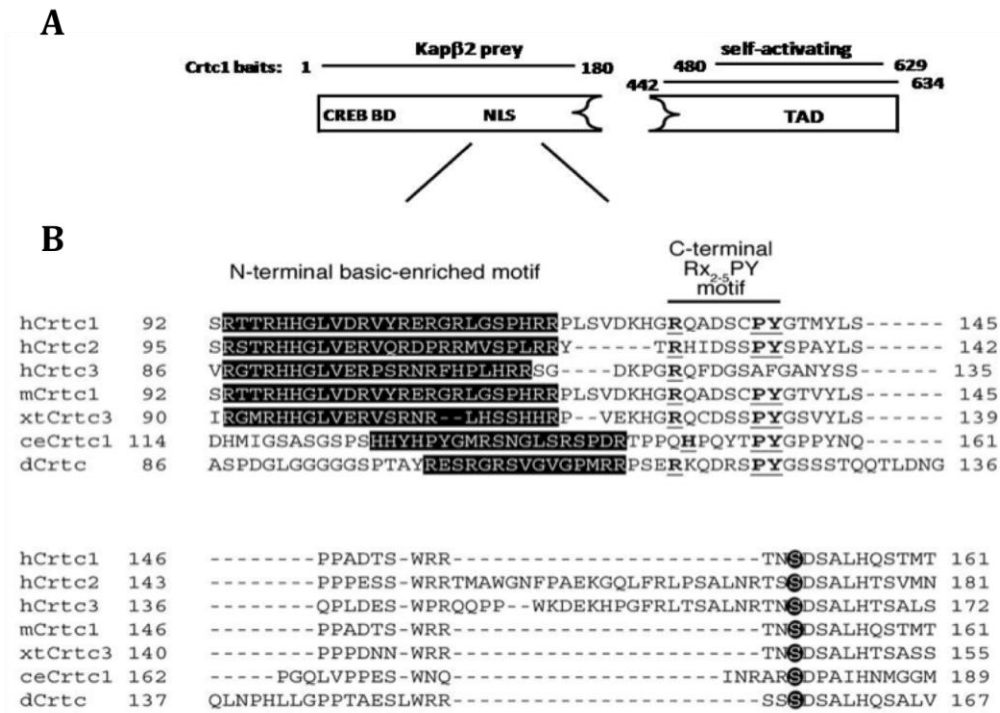 A
Kapβ2 prey self-activating
Crtc1 baits: 1 180 480 629
442 634
CREB BD NLS TAD
B
N-terminal basic-enriched motif
C-terminal
Rx2-5PY
motif
hCrtc1 92 SRTTRHHGLVDRVYRERGRLGSPHRRPLSVDKHGRQADSCPYGTMYLS------ 145
hCrtc2 95 SRSTRHHGLVERVQRDPRRMVSPLRRY-----TRHIDSSPYSPAYLS------ 142
hCrtc3 86 VRGTRHHGLVERPSRNRFHPLHRRSG----DKPGRQFDGSAFGANYSS------ 135
mCrtc1 92 SRTTRHHGLVDRVYRERGRLGSPHRRPLSVDKHGRQADSCPYGTVYLS------ 145
xtCrtc3 90 IRGMRHHGLVERVSRNR--LHSSHHRP--VEKHGRQCDSSPYGSVYLS------ 139
ceCrtc1 114 DHMIGSASGSPSHHYHPYGMRSNGLSRSPDRTPPQHPQYTPYGPPYNQ------ 161
dCrtc 86 ASPDGLGGGGGSPTAYRESRGRSVGVGPMRRPSERKQDRSPYGSSSTQQTLDNG 136
hCrtc1 146 --------PPADTS-WRR------------------------TNSDSALHQSTMT 161
hCrtc2 143 --------PPPESS-WRRTMAWGNFPAEKGQLFRLPSALNRTSSDSALHTSVMN 181
hCrtc3 136 --------QPLDES-WPRQQPP--WKDEKHPGFRLTSALNRTNSDSALHTSALS 172
mCrtc1 146 --------PPADTS-WRR------------------------TNSDSALHQSTMT 161
xtCrtc3 140 --------PPPDNN-WRR------------------------TNSDSALHTSASS 155
ceCrtc1 162 -----PGQLVPPES-WNQ---------------------INRARSDPAIHNMGGM 189
dCrtc 137 QLNPHLLGPPTAESLWRR------------------------SSSDSALHQSALV 167